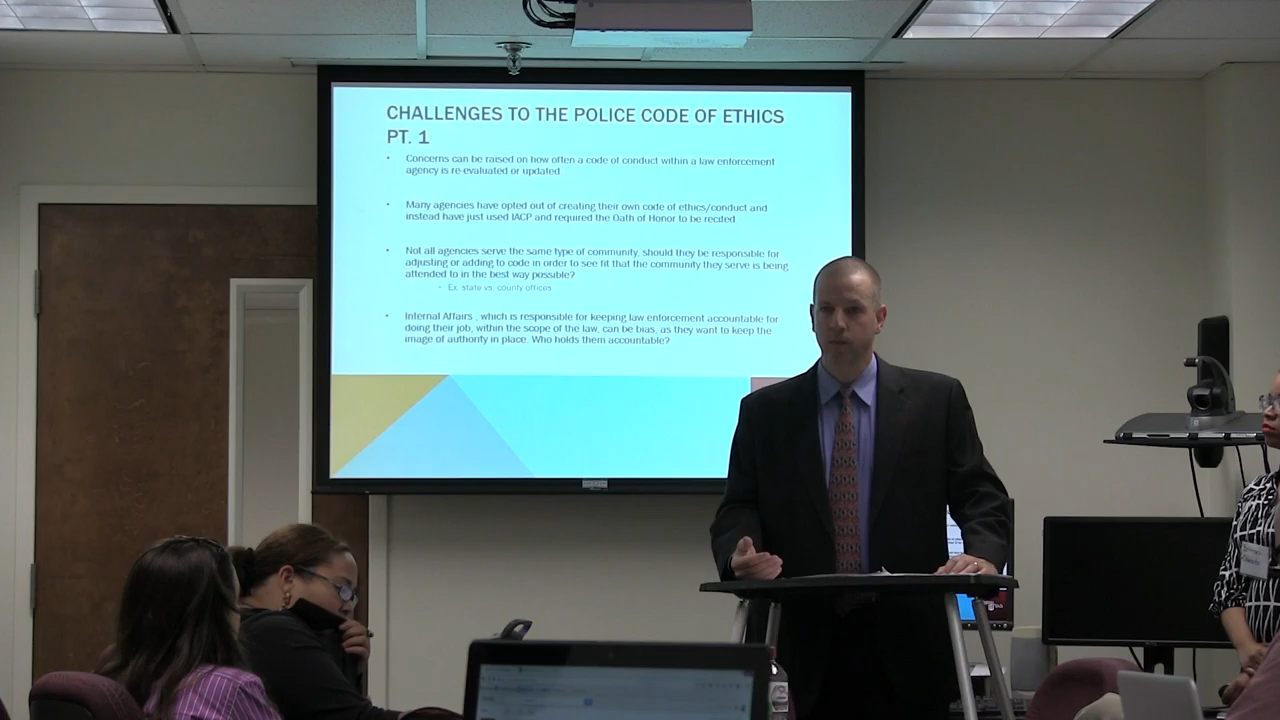 CHALLENGES TO THE POLICE CODE OF ETHICS
PT. 1
• Concerns can be raised on how often a code of conduct within a law enforcement
agency is re-evaluated or updated
• Many agencies have opted out of creating their own code of ethics/conduct and
instead have just used IACP and required the Oath of Honor to be recited
• Not all agencies serve the same type of community, should they be responsible for
adjusting or adding to code in order to see fit that the community they serve is being
attended to in the best way possible?
• Ex: state vs. county offices
• Internal Affairs , which is responsible for keeping law enforcement accountable for
doing their job, within the scope of the law, can be bias, as they want to keep the
image of authority in place. Who holds them accountable?